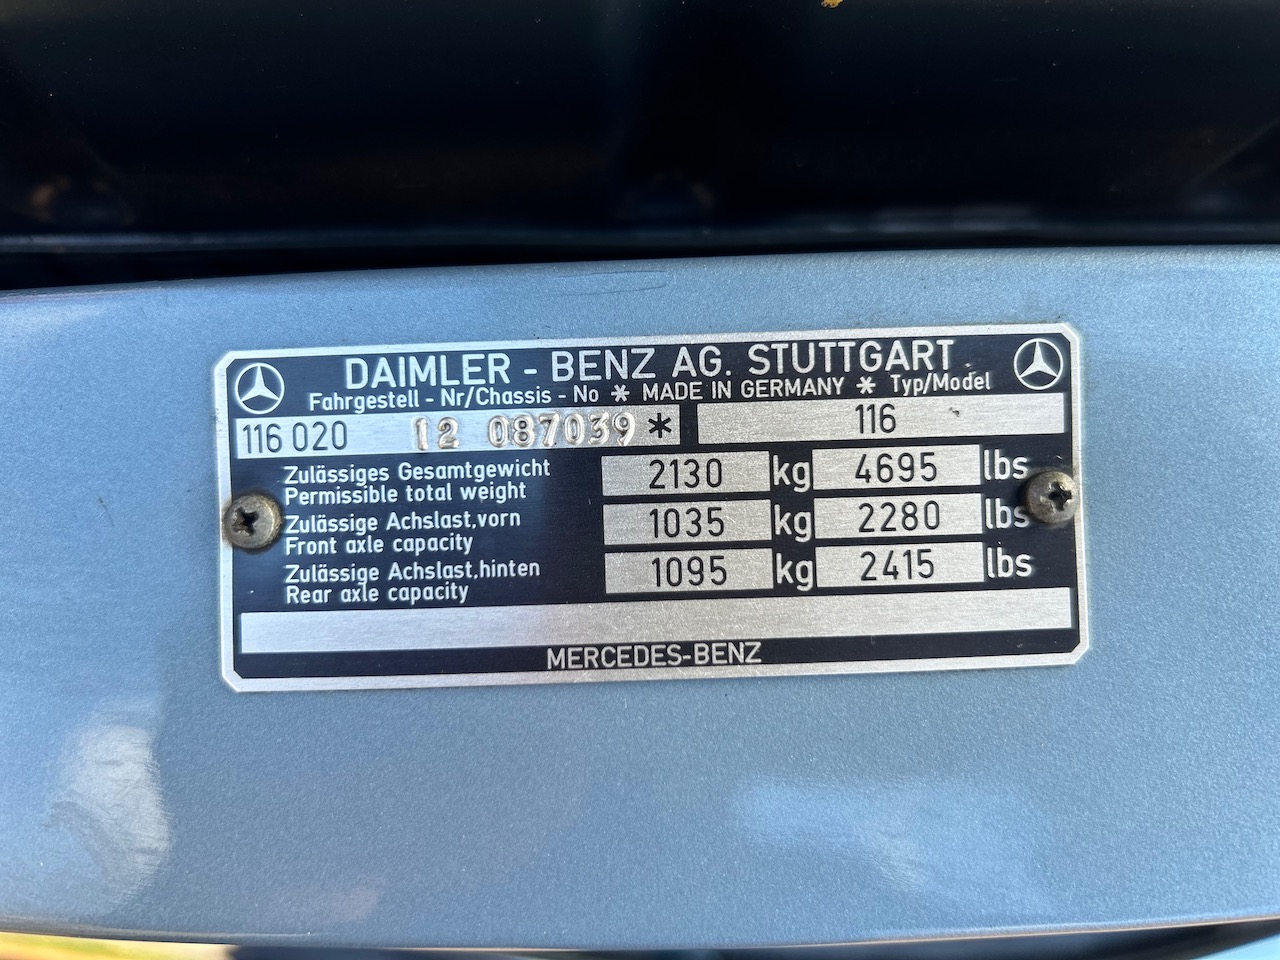 DAIMLER - BENZ AG. STUTTGART
Fahrgestell - Nr/Chassis - No * MADE IN GERMANY * Typ/Model
116 020 12 087039 * 116
Zulässiges Gesamtgewicht
Permissible total weight 2130 kg 4695 lbs
Zulässige Achslast,vorn
Front axle capacity 1035 kg 2280 lbs
Zulässige Achslast,hinten
Rear axle capacity 1095 kg 2415 lbs
MERCEDES-BENZ